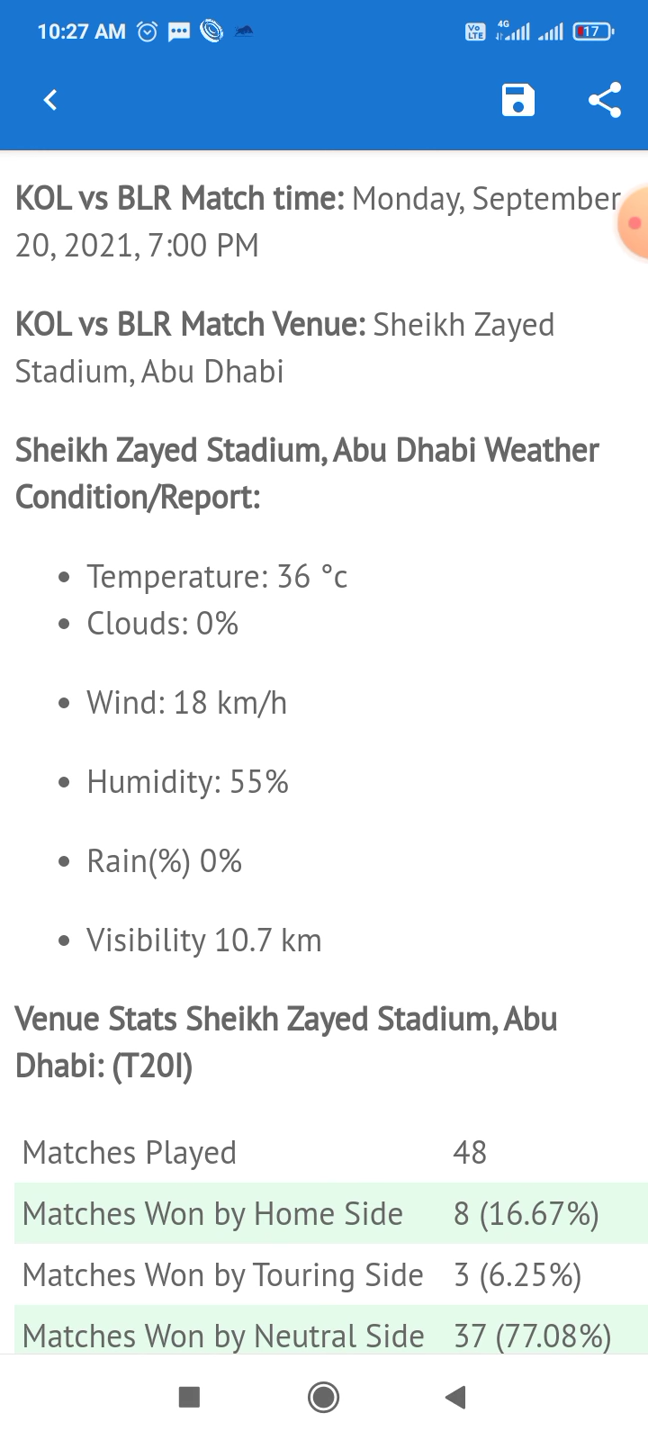 10:27 AM
Vo LTE 4G 17
KOL vs BLR Match time: Monday, September
20, 2021, 7:00 PM
KOL vs BLR Match Venue: Sheikh Zayed
Stadium, Abu Dhabi
Sheikh Zayed Stadium, Abu Dhabi Weather
Condition/Report:
• Temperature: 36 °c
• Clouds: 0%
• Wind: 18 km/h
• Humidity: 55%
• Rain(%) 0%
• Visibility 10.7 km
Venue Stats Sheikh Zayed Stadium, Abu
Dhabi: (T20I)
Matches Played 48
Matches Won by Home Side 8 (16.67%)
Matches Won by Touring Side 3 (6.25%)
Matches Won by Neutral Side 37 (77.08%)